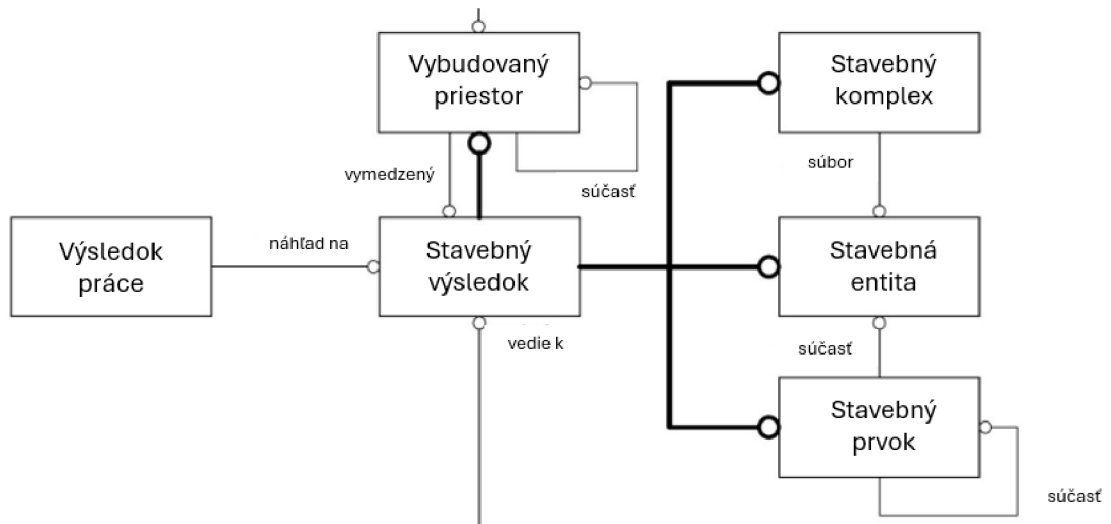 Vybudovaný
priestor
Stavebný
komplex
vymedzený
súčasť
súbor
Výsledok
práce
náhľad na
Stavebný
výsledok
Stavebná
entita
vedie k
súčasť
Stavebný
prvok
súčasť